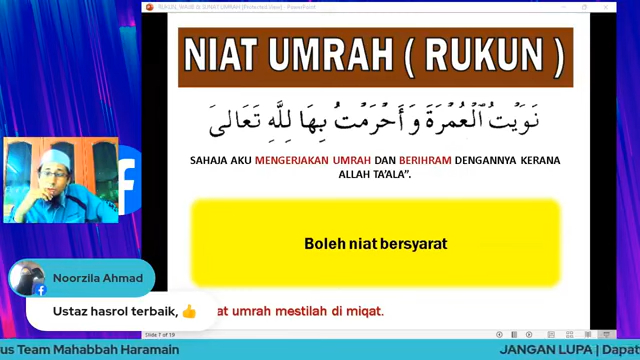 RUKUN, WAJIB & SUNAT UMRAH [Protected View] - PowerPoint
NIAT UMRAH ( RUKUN )
نَوَيْتُ الْعُمْرَةَ وَ أَحْرَمْتُ بِهَا لِلَّهِ تَعَالَى
SAHAJA AKU MENGERJAKAN UMRAH DAN BERIHRAM DENGANNYA KERANA
ALLAH TA’ALA”.
Boleh niat bersyarat
Noorzila Ahmad
Ustaz hasrol terbaik, 👍
at umrah mestilah di miqat.
Slide 7 of 19
us Team Mahabbah Haramain
JANGAN LUPA | Dapat